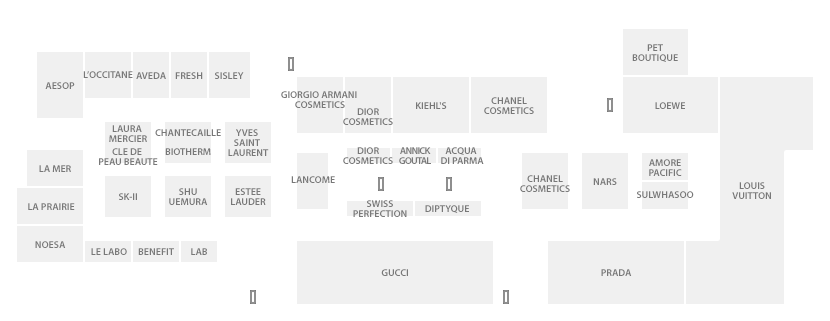 PET
BOUTIQUE
AESOP
L'OCCITANE
AVEDA
FRESH
SISLEY
GIORGIO ARMANI
COSMETICS
DIOR
COSMETICS
KIEHL'S
CHANEL
COSMETICS
LOEWE
LAURA
MERCIER
CLE DE
PEAU BEAUTE
CHANTECAILLE
BIOTHERM
YVES
SAINT
LAURENT
DIOR
COSMETICS
ANNICK
GOUTAL
ACQUA
DI PARMA
LA MER
LANCOME
CHANEL
COSMETICS
NARS
AMORE
PACIFIC
SULWHASOO
LOUIS
VUITTON
SK-II
SHU
UEMURA
ESTEE
LAUDER
LA PRAIRIE
SWISS
PERFECTION
DIPTYQUE
NOESA
LE LABO
BENEFIT
LAB
GUCCI
PRADA